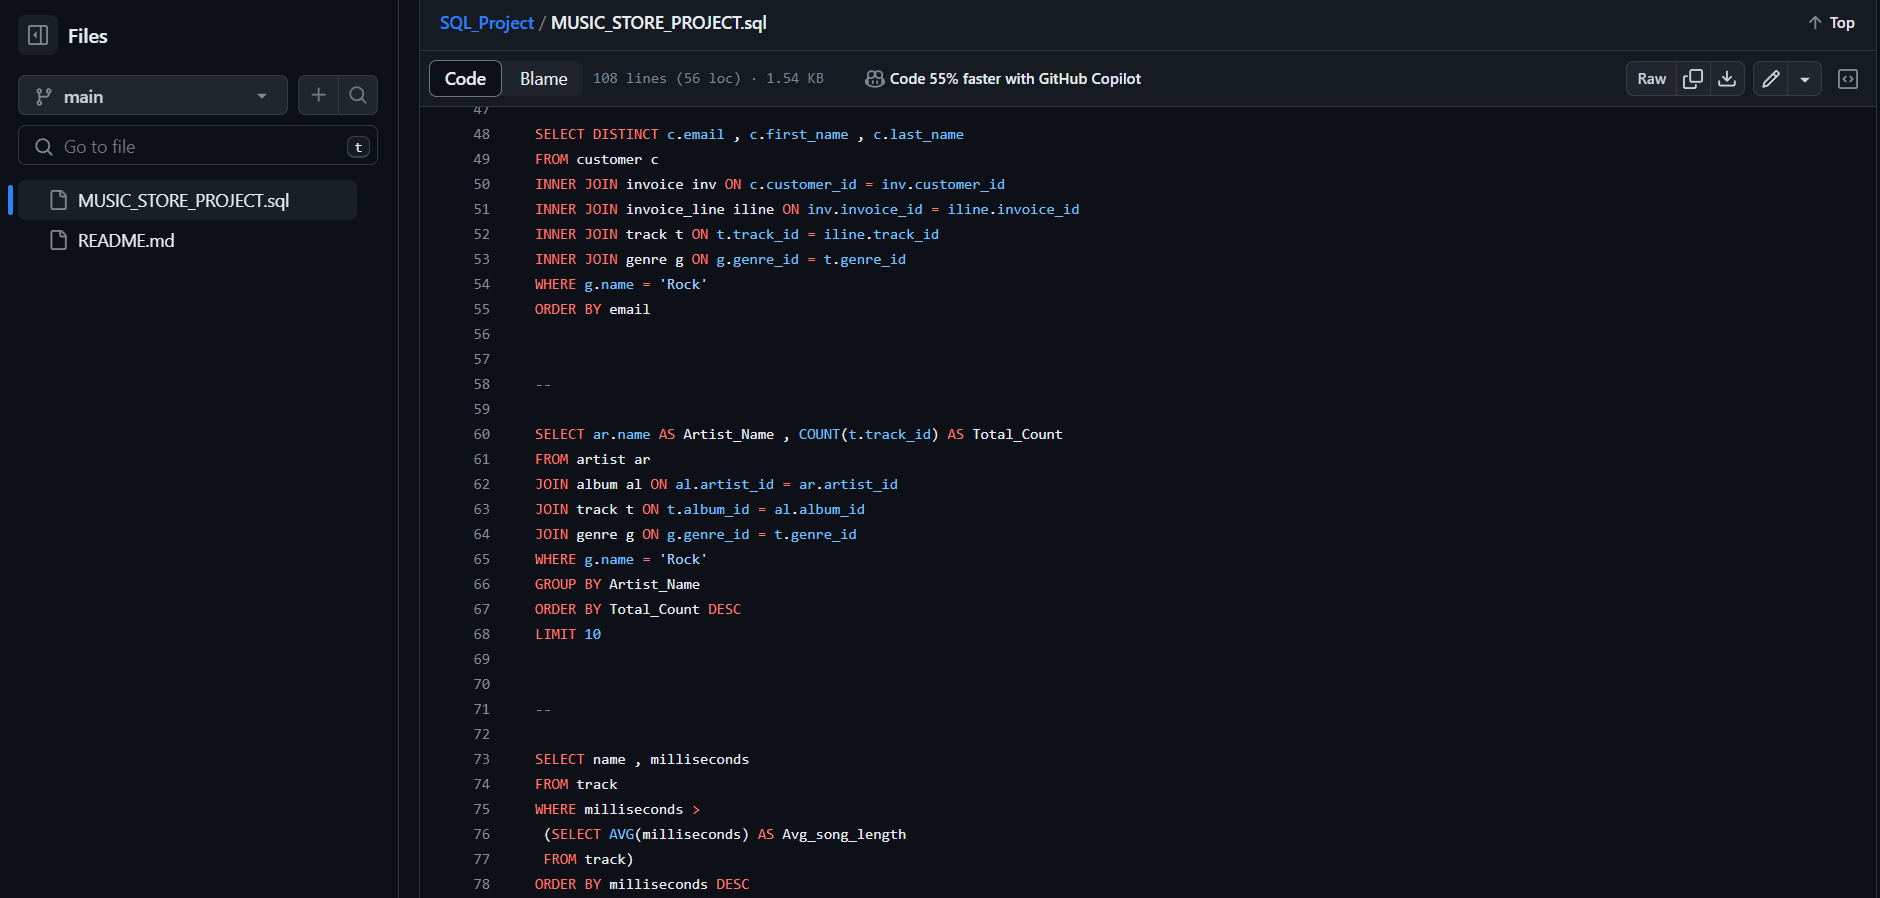 Files
main
Go to file
t
MUSIC_STORE_PROJECT.sql
README.md
SQL_Project / MUSIC_STORE_PROJECT.sql
Top
Code Blame 108 lines (56 loc) · 1.54 KB Code 55% faster with GitHub Copilot Raw
47
48 SELECT DISTINCT c.email , c.first_name , c.last_name
49 FROM customer c
50 INNER JOIN invoice inv ON c.customer_id = inv.customer_id
51 INNER JOIN invoice_line iline ON inv.invoice_id = iline.invoice_id
52 INNER JOIN track t ON t.track_id = iline.track_id
53 INNER JOIN genre g ON g.genre_id = t.genre_id
54 WHERE g.name = 'Rock'
55 ORDER BY email
56
57
58 --
59
60 SELECT ar.name AS Artist_Name , COUNT(t.track_id) AS Total_Count
61 FROM artist ar
62 JOIN album al ON al.artist_id = ar.artist_id
63 JOIN track t ON t.album_id = al.album_id
64 JOIN genre g ON g.genre_id = t.genre_id
65 WHERE g.name = 'Rock'
66 GROUP BY Artist_Name
67 ORDER BY Total_Count DESC
68 LIMIT 10
69
70
71 --
72
73 SELECT name , milliseconds
74 FROM track
75 WHERE milliseconds >
76 (SELECT AVG(milliseconds) AS Avg_song_length
77 FROM track)
78 ORDER BY milliseconds DESC